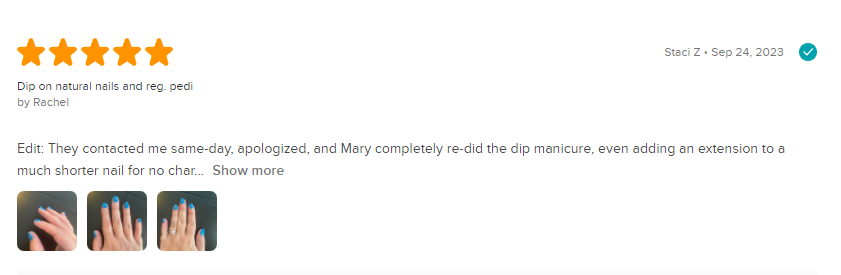 Staci Z • Sep 24, 2023
Dip on natural nails and reg. pedi
by Rachel
Edit: They contacted me same-day, apologized, and Mary completely re-did the dip manicure, even adding an extension to a
much shorter nail for no char... Show more